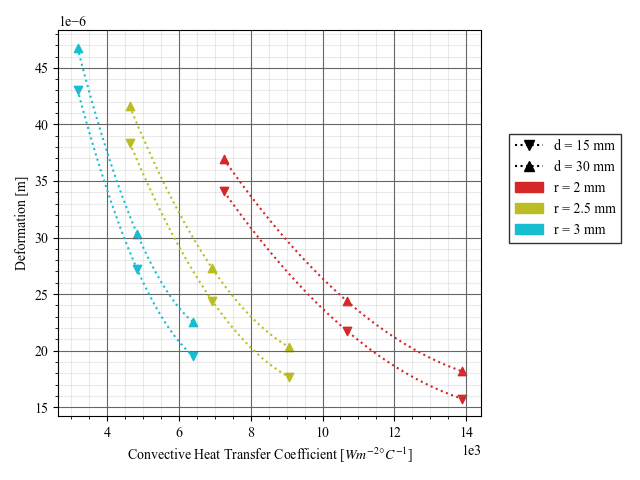 1e−6
45
40
35
30
25
20
15
Deformation [m]
4 6 8 10 12 14
1e3
Convective Heat Transfer Coefficient [Wm⁻²°C⁻¹]
d = 15 mm
d = 30 mm
r = 2 mm
r = 2.5 mm
r = 3 mm